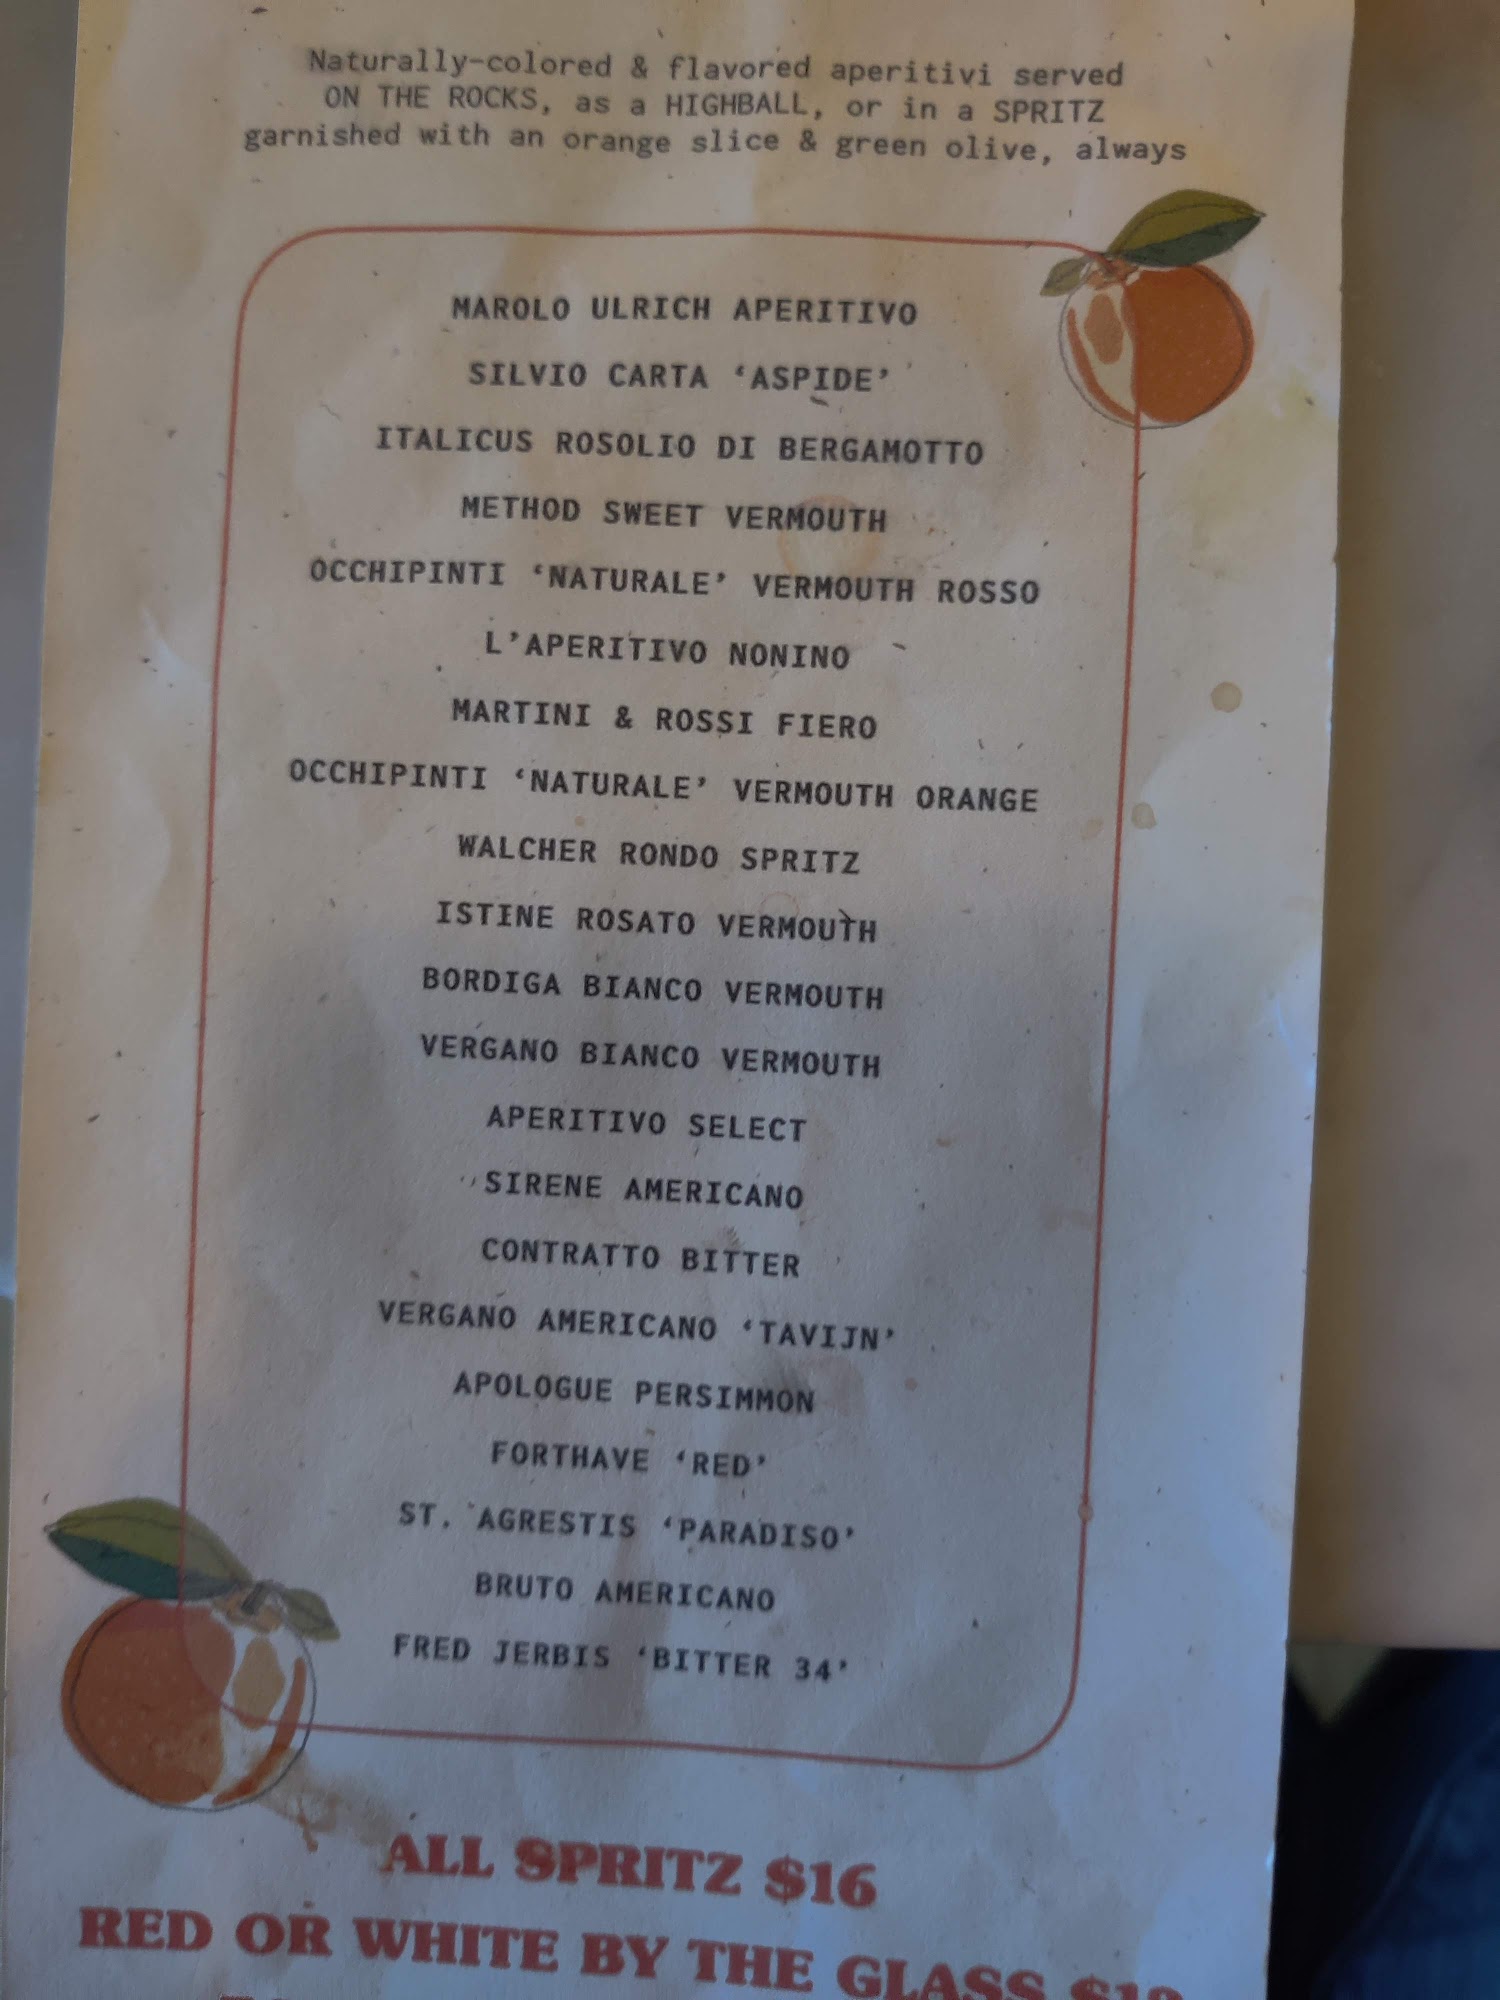 Naturally-colored & flavored aperitivi served
ON THE ROCKS, as a HIGHBALL, or in a SPRITZ
garnished with an orange slice & green olive, always
MAROLO ULRICH APERITIVO
SILVIO CARTA ‘ASPIDE’
ITALICUS ROSOLIO DI BERGAMOTTO
METHOD SWEET VERMOUTH
OCCHIPINTI ‘NATURALE’ VERMOUTH ROSSO
L’APERITIVO NONINO
MARTINI & ROSSI FIERO
OCCHIPINTI ‘NATURALE’ VERMOUTH ORANGE
WALCHER RONDO SPRITZ
ISTINE ROSATO VERMOUTH
BORDIGA BIANCO VERMOUTH
VERGANO BIANCO VERMOUTH
APERITIVO SELECT
SIRENE AMERICANO
CONTRATTO BITTER
VERGANO AMERICANO ‘TAVIJN’
APOLOGUE PERSIMMON
FORTHAVE ‘RED’
ST. AGRESTIS ‘PARADISO’
BRUTO AMERICANO
FRED JERBIS ‘BITTER 34’
ALL SPRITZ $16
RED OR WHITE BY THE GLASS